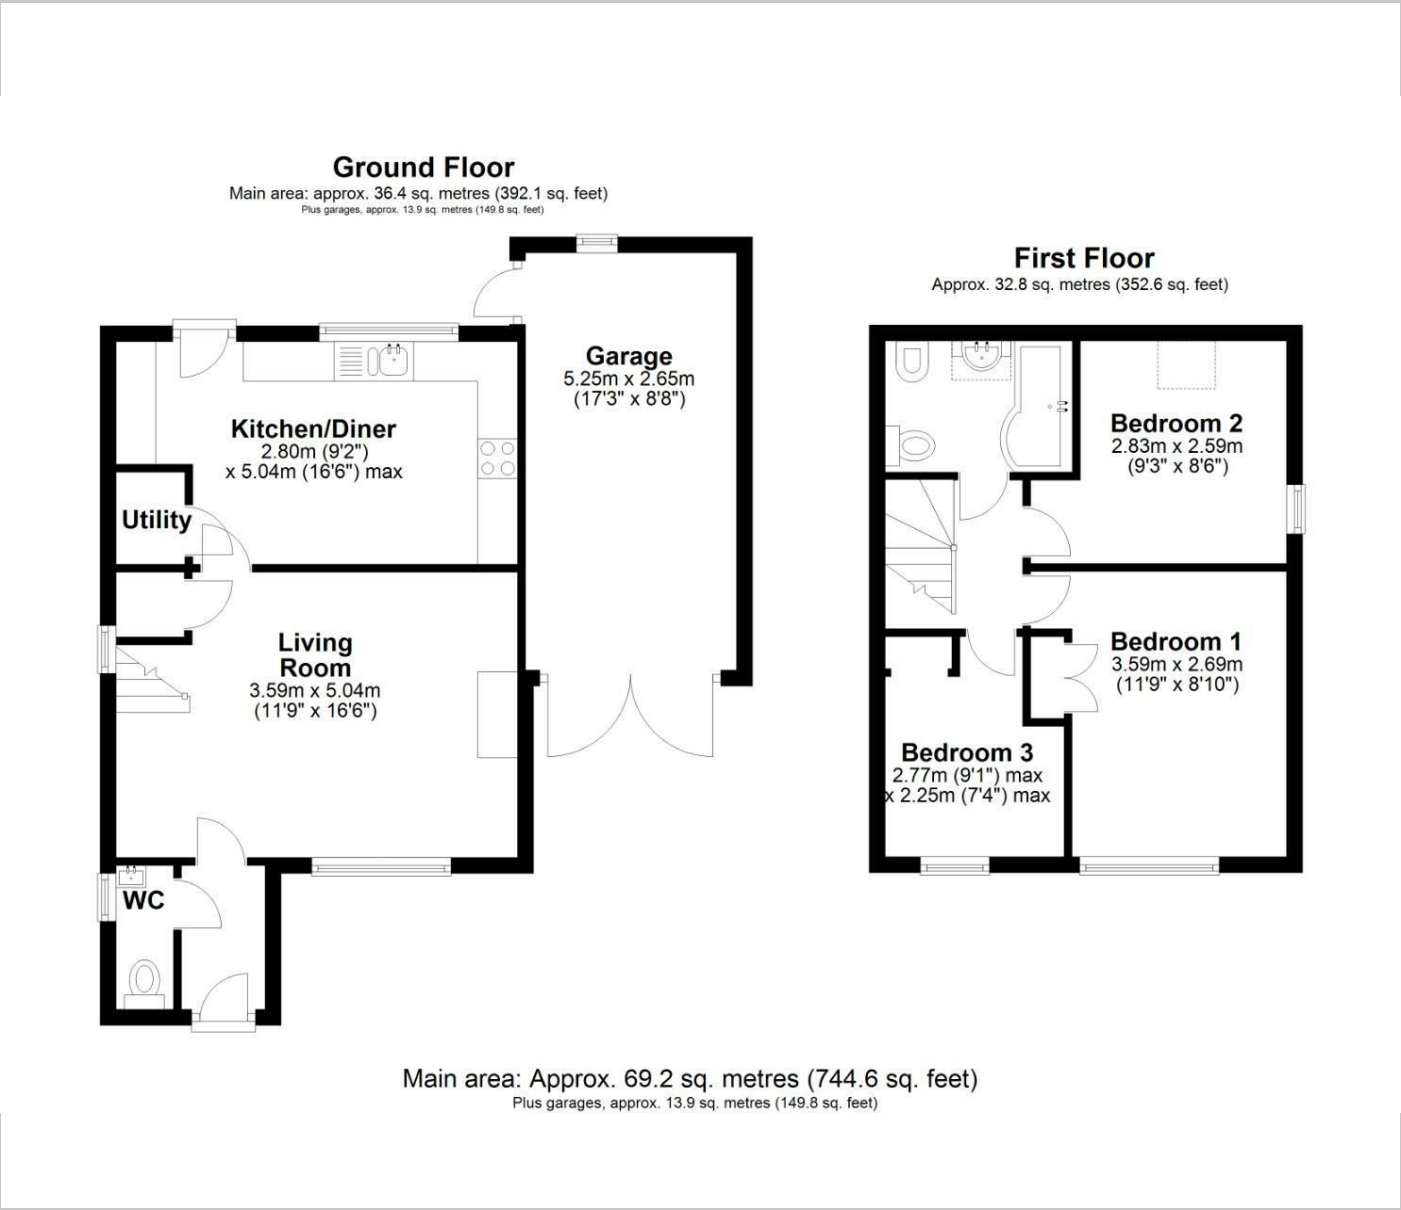 Ground Floor
Main area: approx. 36.4 sq. metres (392.1 sq. feet)
Plus garages, approx. 13.9 sq. metres (149.8 sq. feet)
Garage
5.25m x 2.65m
(17'3" x 8'8")
Kitchen/Diner
2.80m (9'2")
x 5.04m (16'6") max
Utility
Living
Room
3.59m x 5.04m
(11'9" x 16'6")
WC
First Floor
Approx. 32.8 sq. metres (352.6 sq. feet)
Bedroom 2
2.83m x 2.59m
(9'3" x 8'6")
Bedroom 1
3.59m x 2.69m
(11'9" x 8'10")
Bedroom 3
2.77m (9'1") max
x 2.25m (7'4") max
Main area: Approx. 69.2 sq. metres (744.6 sq. feet)
Plus garages, approx. 13.9 sq. metres (149.8 sq. feet)